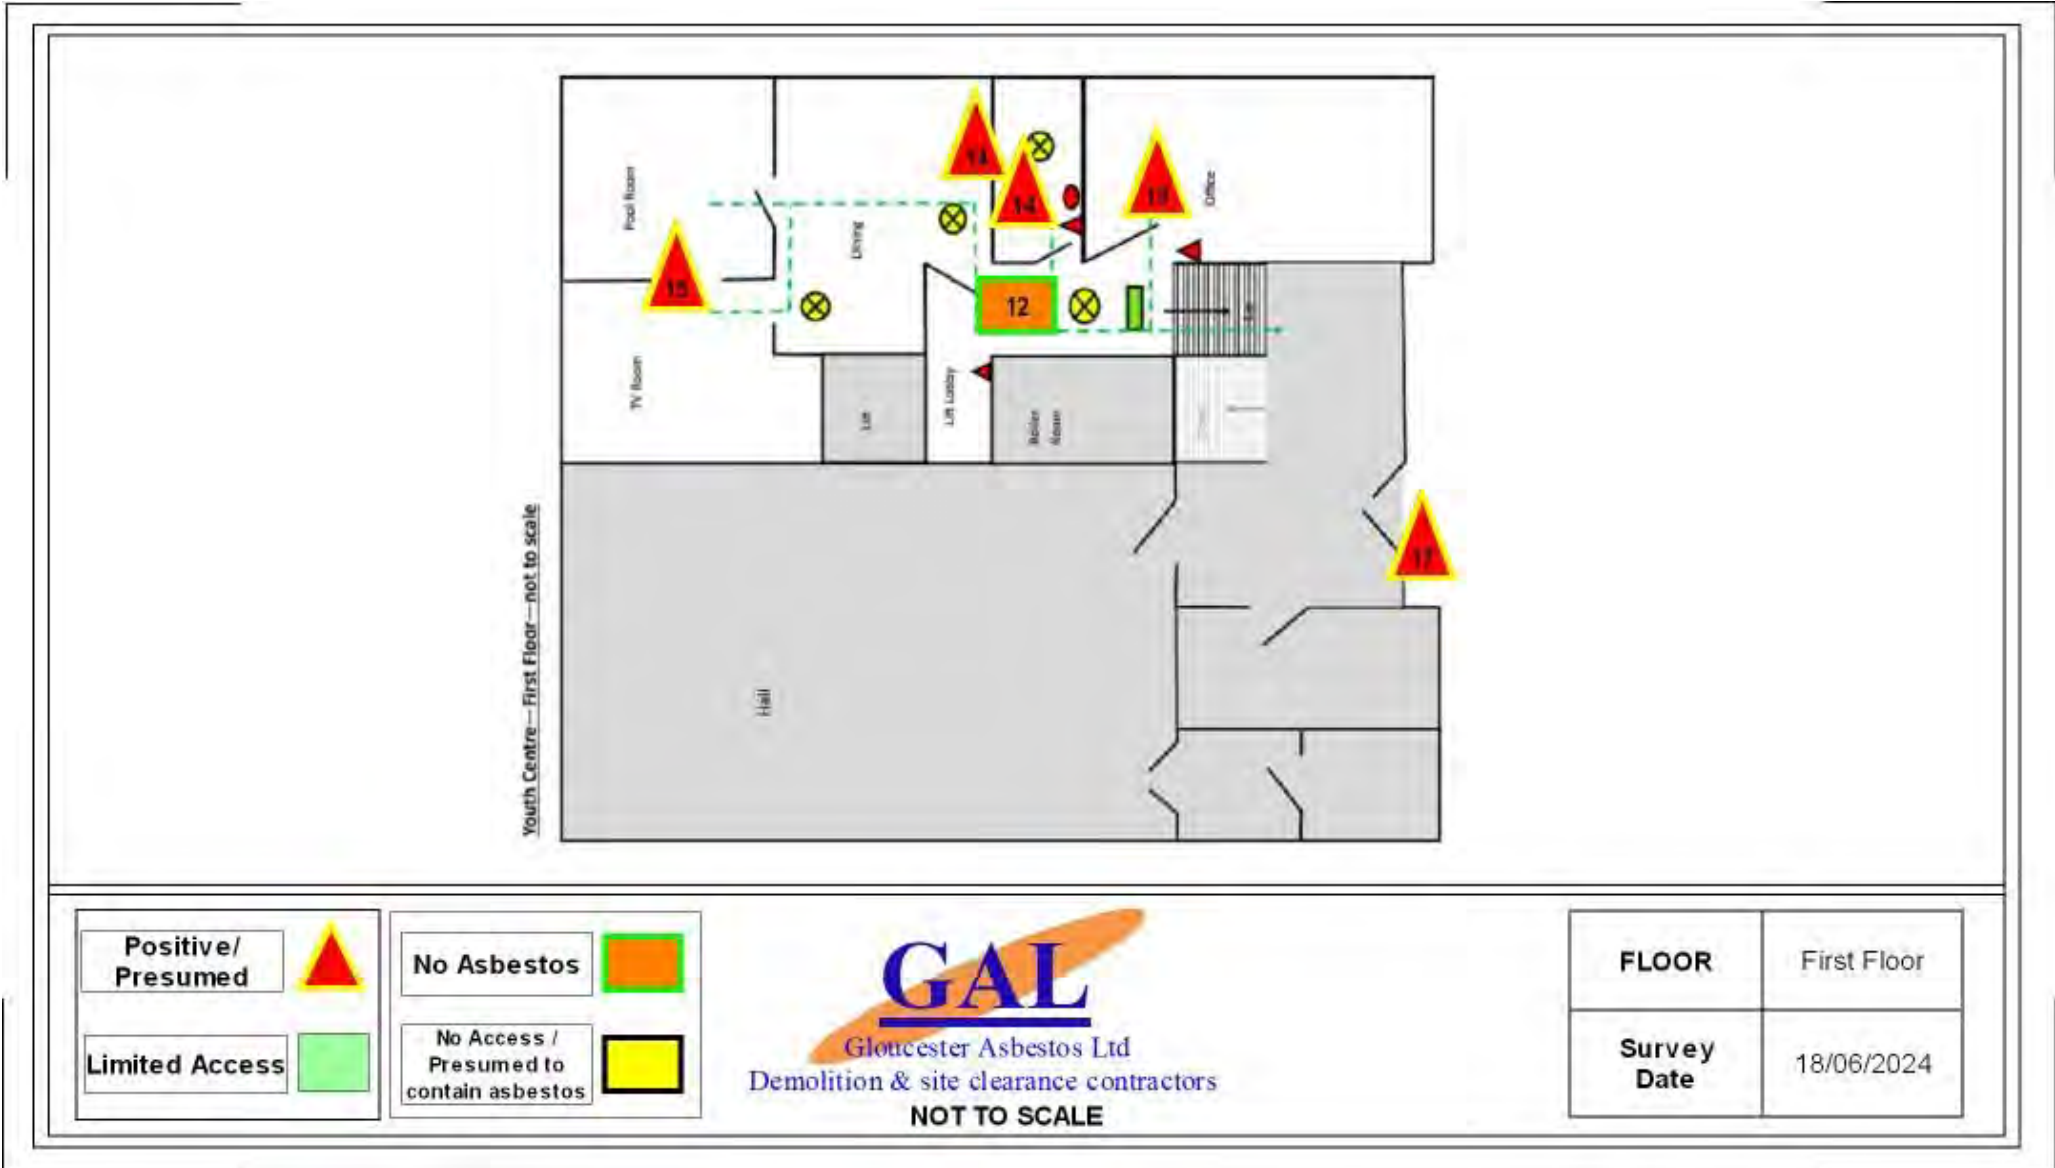 Pool Room
Dining
Office
14
15
12
TV Room
Lift
Lift Lobby
Boiler
Room
17
Hall
Youth Centre—First Floor—not to scale
Positive/
Presumed
Limited Access
No Asbestos
No Access /
Presumed to
contain asbestos
GAL
Gloucester Asbestos Ltd
Demolition & site clearance contractors
NOT TO SCALE
FLOOR
First Floor
Survey
Date
18/06/2024